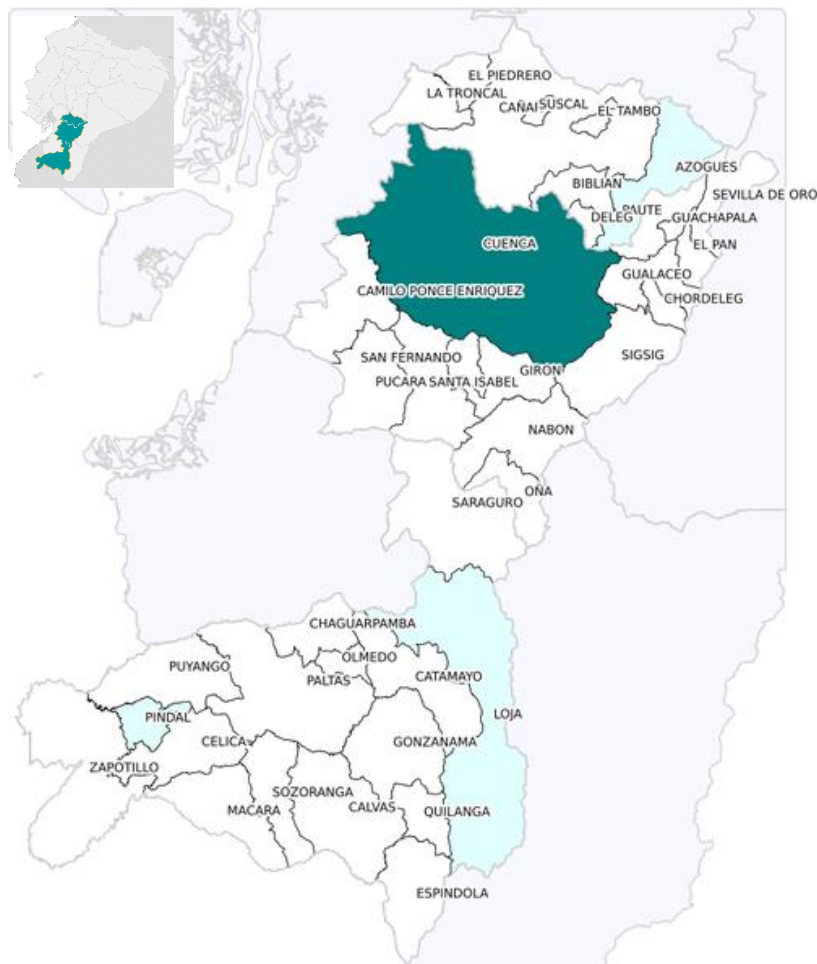 EL PIEDRERO
LA TRONCAL
CAÑAR
SUSCAL
EL TAMBO
AZOGUES
BIBLIAN
SEVILLA DE ORO
PAUTE
DELEG
GUACHAPALA
CUENCA
EL PAN
GUALACEO
CAMILO PONCE ENRIQUEZ
CHORDELEG
SAN FERNANDO
SIGSIG
GIRON
PUCARA
SANTA ISABEL
NABON
OÑA
SARAGURO
CHAGUARPAMBA
OLMEDO
PUYANGO
CATAMAYO
PALTAS
LOJA
PINDAL
CELICA
GONZANAMA
ZAPOTILLO
SOZORANGA
CALVAS
MACARA
QUILANGA
ESPINDOLA